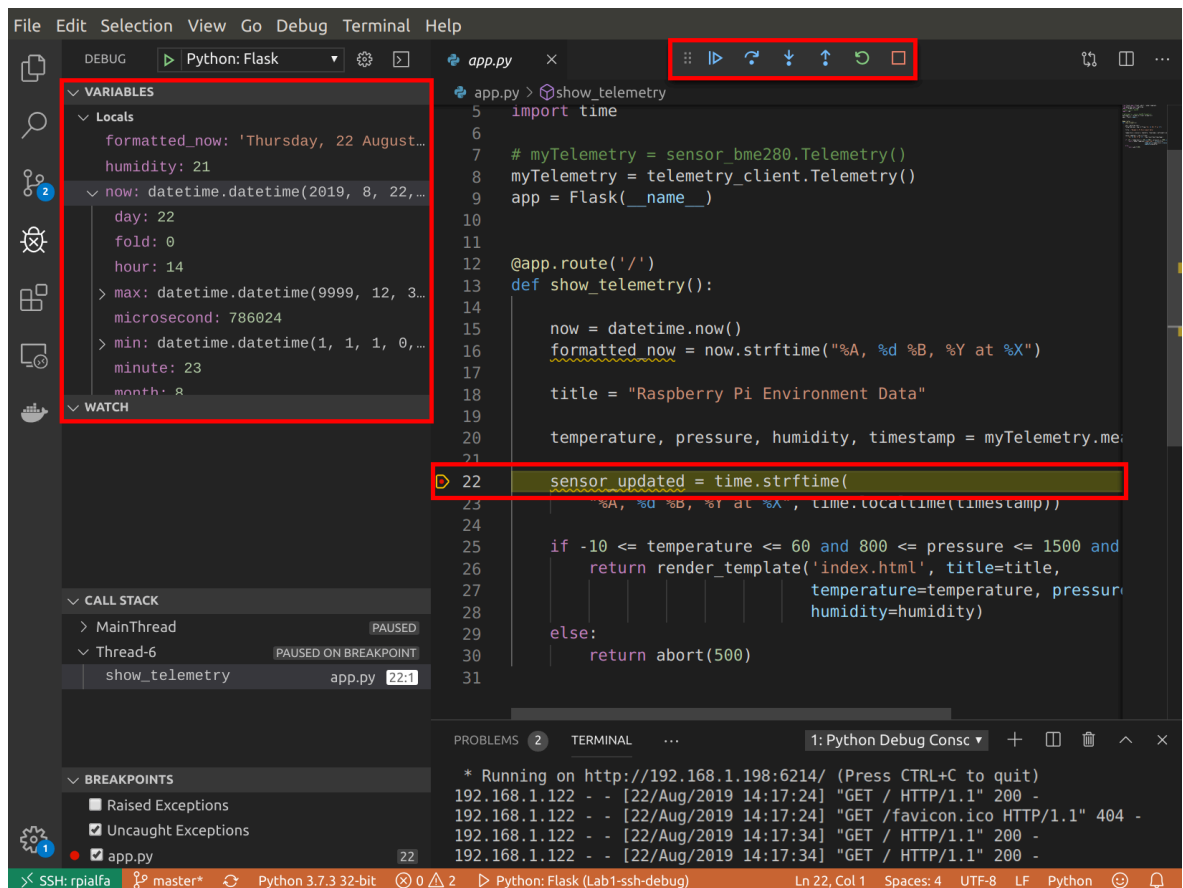 File Edit Selection View Go Debug Terminal Help
DEBUG Python: Flask
VARIABLES
Locals
formatted_now: 'Thursday, 22 August...
humidity: 21
now: datetime.datetime(2019, 8, 22,...
day: 22
fold: 0
hour: 14
max: datetime.datetime(9999, 12, 3...
microsecond: 786024
min: datetime.datetime(1, 1, 1, 0,...
minute: 23
month: 8
WATCH
CALL STACK
MainThread PAUSED
Thread-6 PAUSED ON BREAKPOINT
show_telemetry app.py 22:1
BREAKPOINTS
Raised Exceptions
Uncaught Exceptions
app.py 22
2
1
app.py
app.py > show_telemetry
5 import time
6
7 # myTelemetry = sensor_bme280.Telemetry()
8 myTelemetry = telemetry_client.Telemetry()
9 app = Flask(__name__)
10
11
12 @app.route('/')
13 def show_telemetry():
14
15 now = datetime.now()
16 formatted_now = now.strftime("%A, %d %B, %Y at %X")
17
18 title = "Raspberry Pi Environment Data"
19
20 temperature, pressure, humidity, timestamp = myTelemetry.mea
21
22 sensor_updated = time.strftime(
23 "%A, %d %B, %Y at %X", time.localtime(timestamp))
24
25 if -10 <= temperature <= 60 and 800 <= pressure <= 1500 and
26 return render_template('index.html', title=title,
27 temperature=temperature, pressur
28 humidity=humidity)
29 else:
30 return abort(500)
31
PROBLEMS 2 TERMINAL ... 1: Python Debug Consc
* Running on http://192.168.1.198:6214/ (Press CTRL+C to quit)
192.168.1.122 - - [22/Aug/2019 14:17:24] "GET / HTTP/1.1" 200 -
192.168.1.122 - - [22/Aug/2019 14:17:24] "GET /favicon.ico HTTP/1.1" 404 -
192.168.1.122 - - [22/Aug/2019 14:17:34] "GET / HTTP/1.1" 200 -
192.168.1.122 - - [22/Aug/2019 14:17:34] "GET / HTTP/1.1" 200 -
SSH: rpialfa master* Python 3.7.3 32-bit 0 2 Python: Flask (Lab1-ssh-debug) Ln 22, Col 1 Spaces: 4 UTF-8 LF Python